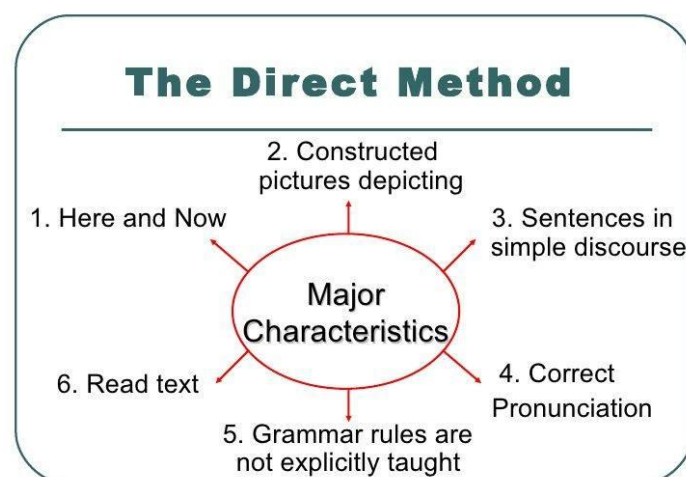 The Direct Method
2. Constructed
pictures depicting
1. Here and Now
3. Sentences in
simple discourse
Major
Characteristics
6. Read text
4. Correct
Pronunciation
5. Grammar rules are
not explicitly taught